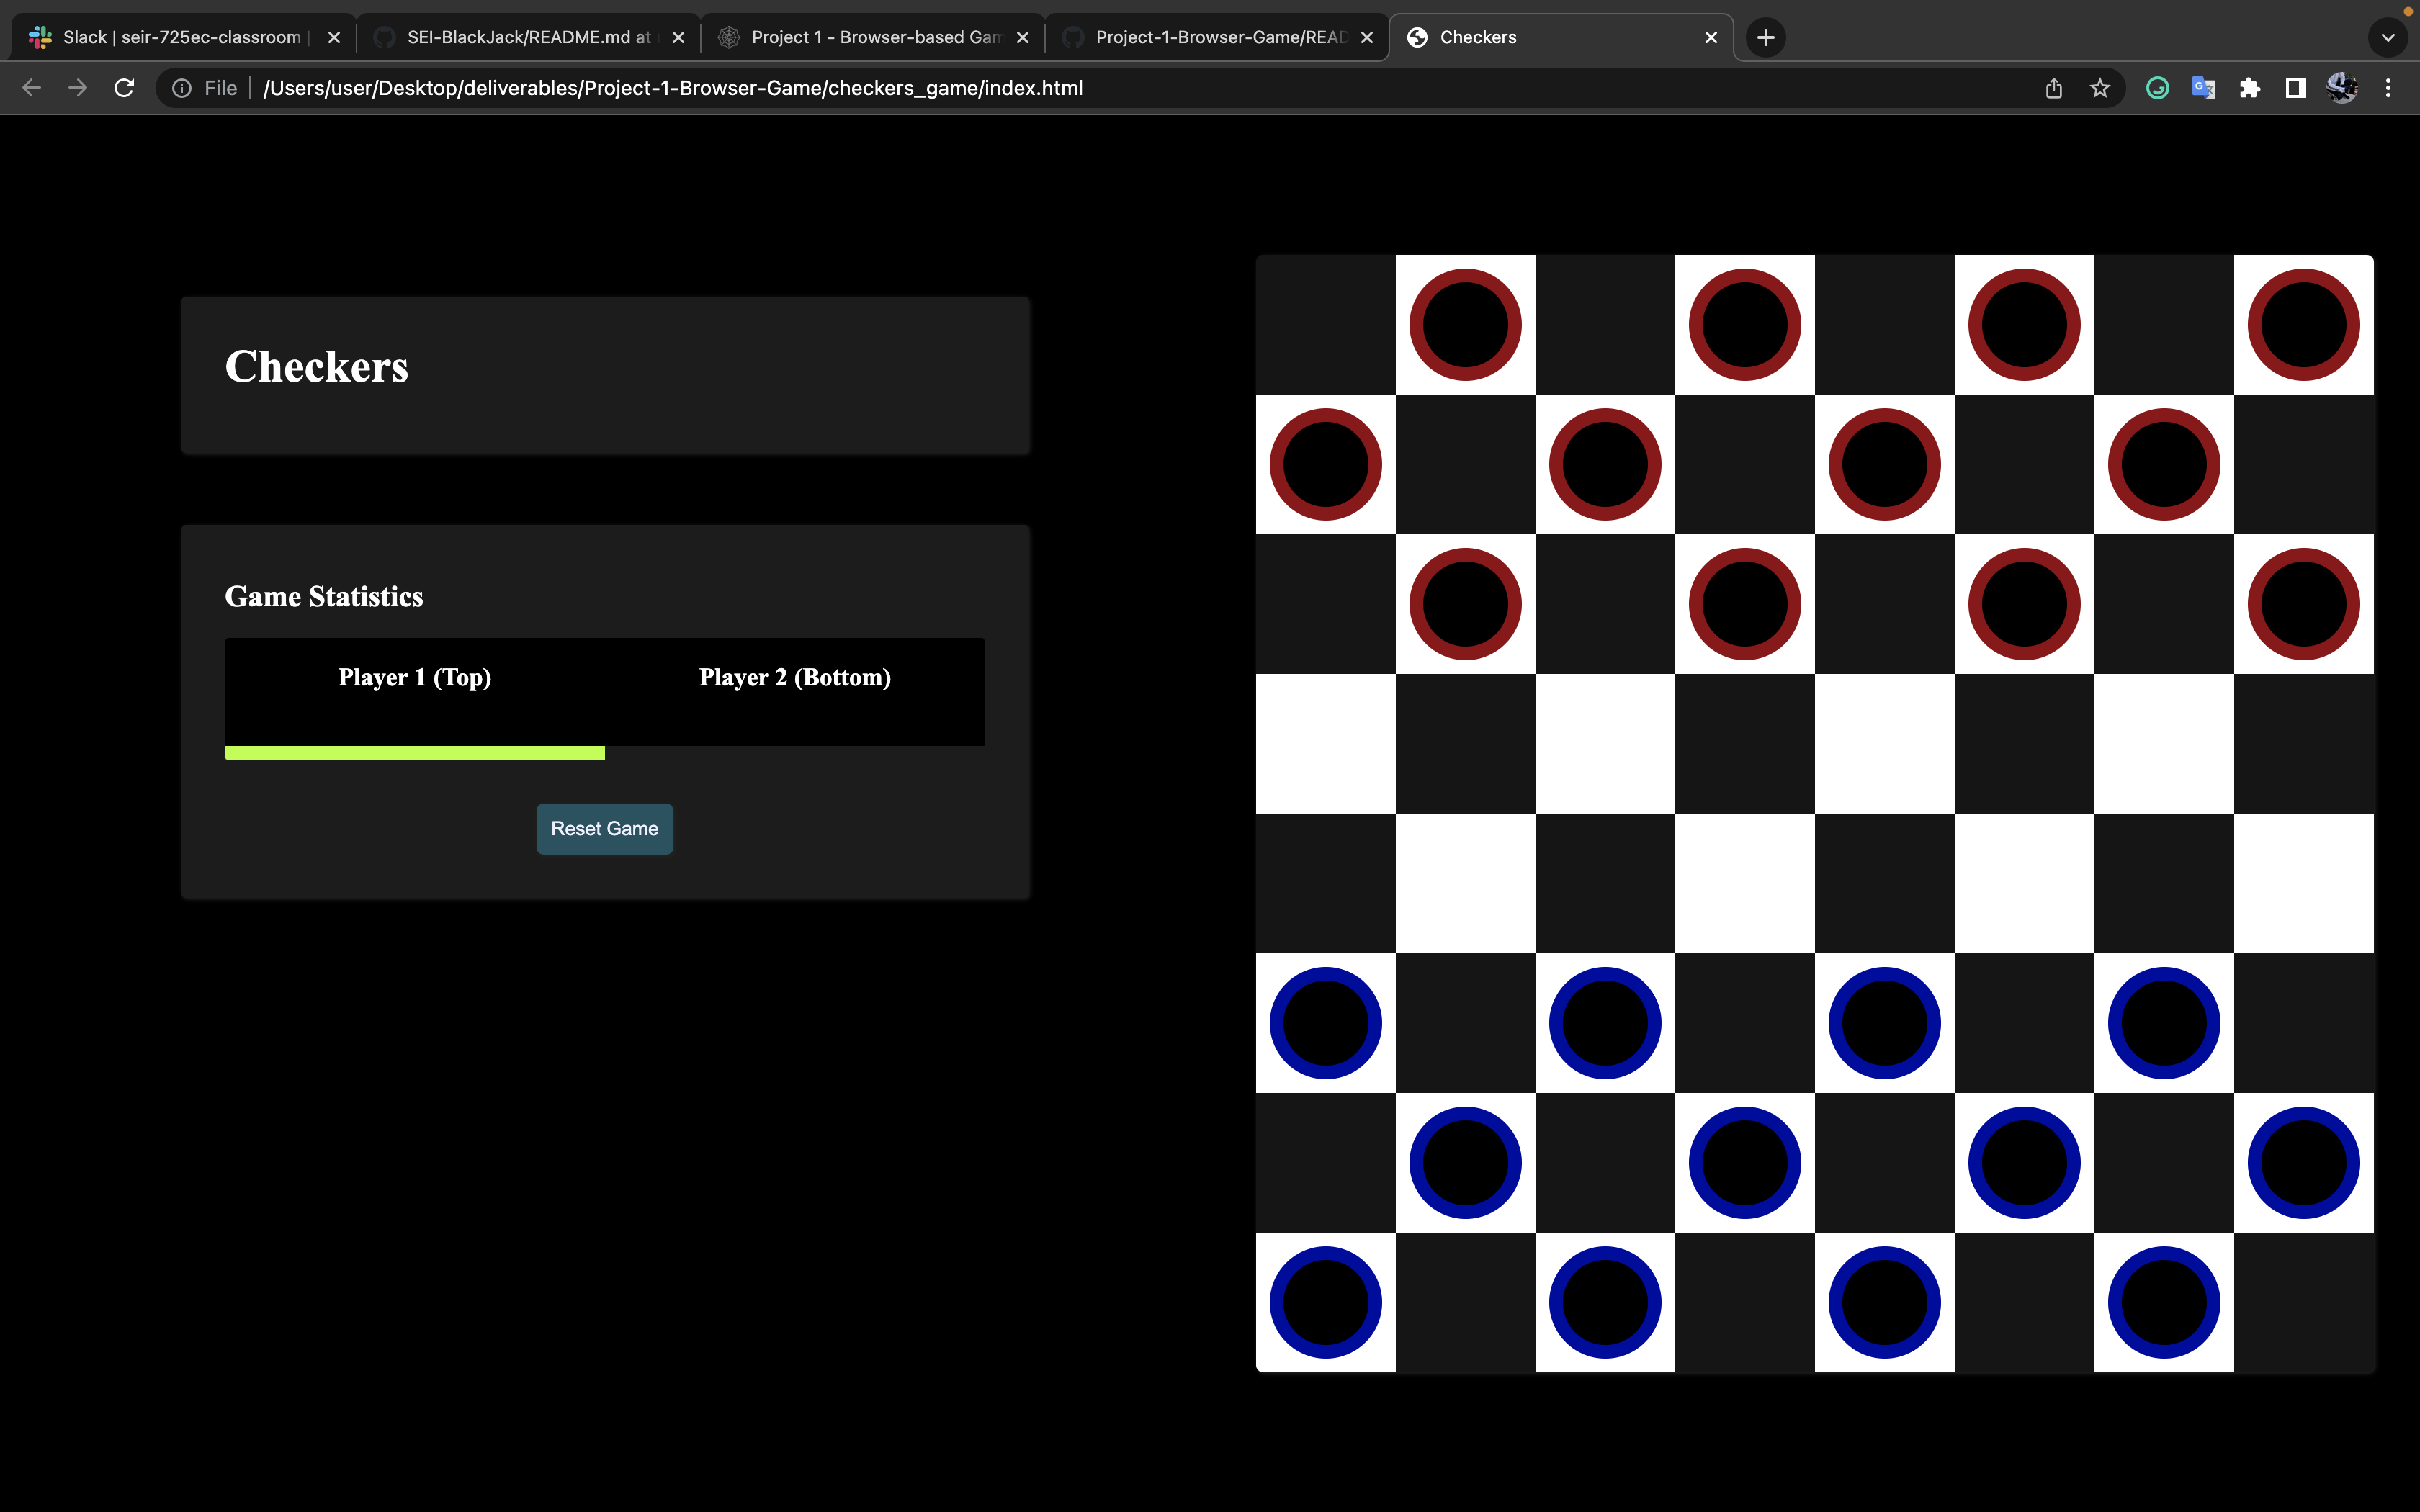 Slack | seir-725ec-classroom |
SEI-BlackJack/README.md at
Project 1 - Browser-based Gam
Project-1-Browser-Game/READ
Checkers
File
/Users/user/Desktop/deliverables/Project-1-Browser-Game/checkers_game/index.html
Checkers
Game Statistics
Player 1 (Top)
Player 2 (Bottom)
Reset Game